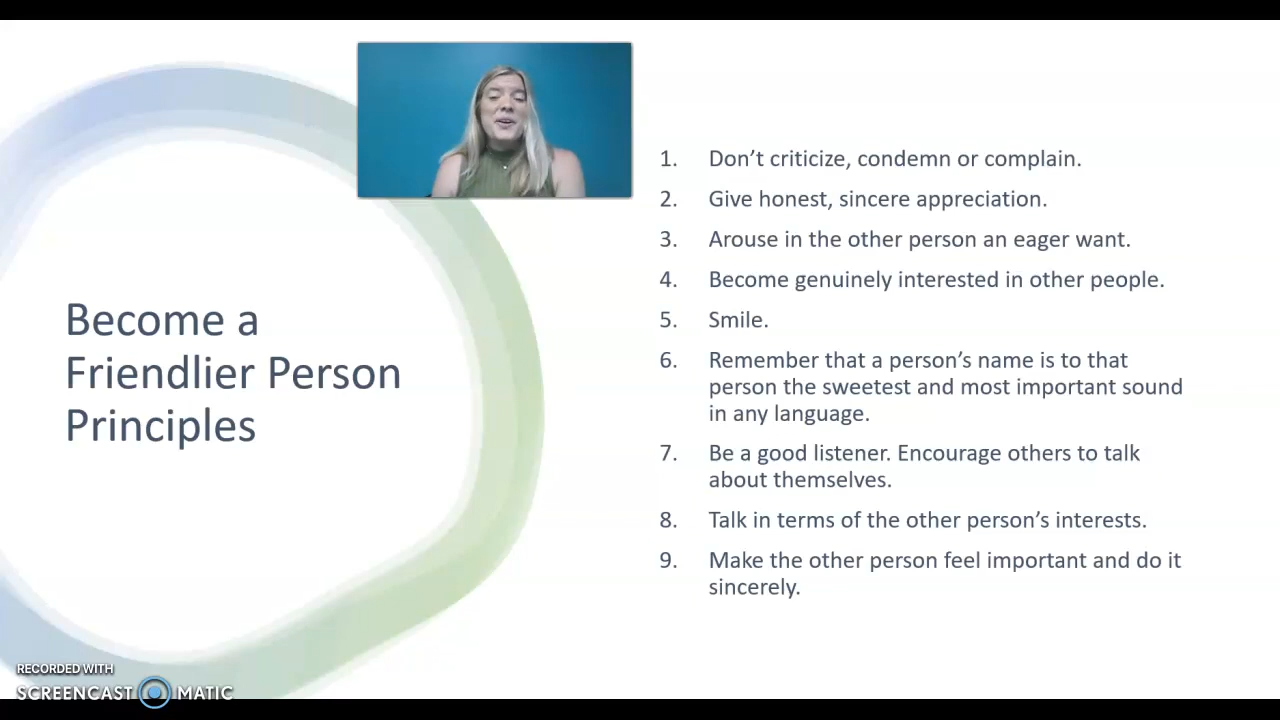 Become a
Friendlier Person
Principles
1. Don’t criticize, condemn or complain.
2. Give honest, sincere appreciation.
3. Arouse in the other person an eager want.
4. Become genuinely interested in other people.
5. Smile.
6. Remember that a person’s name is to that
person the sweetest and most important sound
in any language.
7. Be a good listener. Encourage others to talk
about themselves.
8. Talk in terms of the other person’s interests.
9. Make the other person feel important and do it
sincerely.
RECORDED WITH
SCREENCAST MATIC